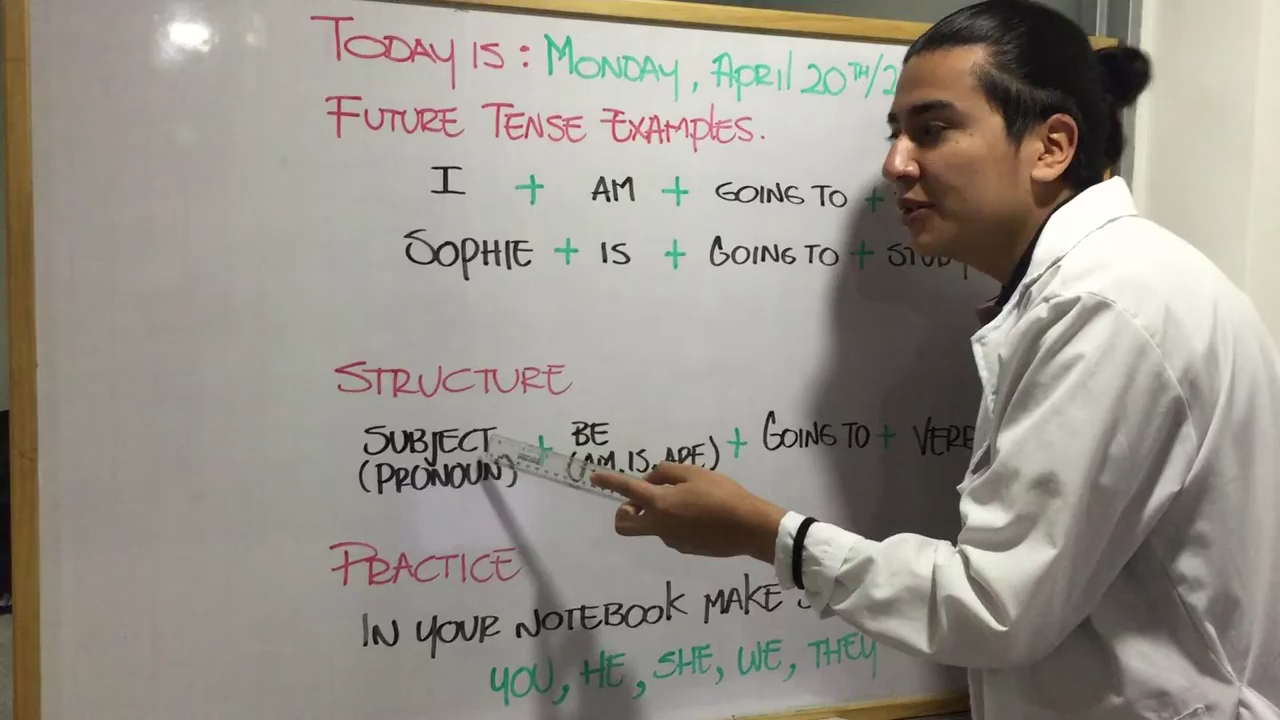 TODAY IS: MONDAY, APRIl 20TH/2
FUTURE TENSE EXAMPlES.
I + AM + GOING TO +
SOPHIE + IS + GOING TO + STUDY
STRUCTURE
SUBJECT + BE + GOING TO + VERB
(PRONOUN) (AM, IS, ARE)
PRACTICE
IN YOUR NOTEBOOk MAKE
YOU, HE, SHE, WE, THEY